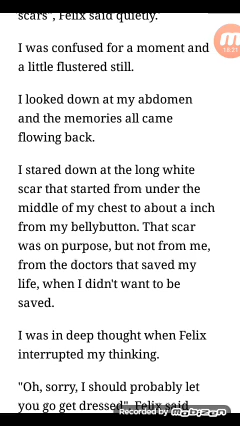 scars", Felix said quietly.
I was confused for a moment and
a little flustered still.
I looked down at my abdomen
and the memories all came
flowing back.
I stared down at the long white
scar that started from under the
middle of my chest to about a inch
from my bellybutton. That scar
was on purpose, but not from me,
from the doctors that saved my
life, when I didn't want to be
saved.
I was in deep thought when Felix
interrupted my thinking.
"Oh, sorry, I should probably let
you go get dressed", Felix said
Recorded by mobizen